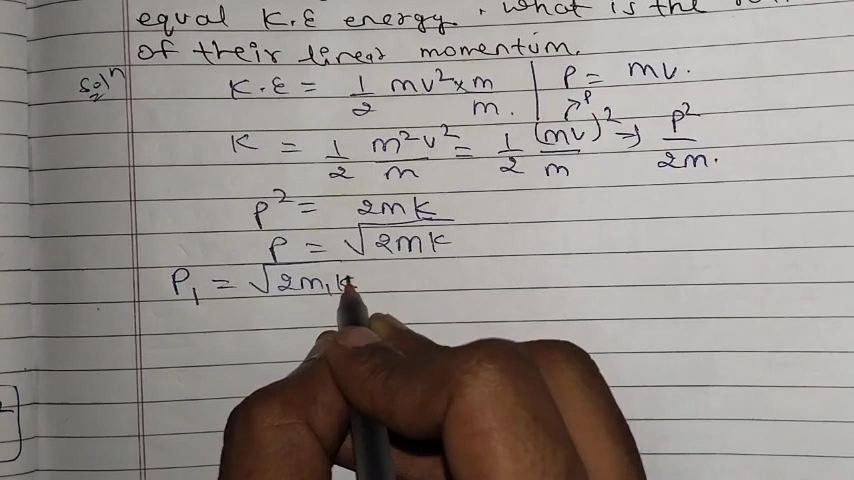 equal K.E energy. What is the
of their linear momentum.
Solⁿ K.E = 1/2 mv² × m/m. | P = mv.
K = 1/2 m²v²/m = 1/2 (mv)²/m → P²/2m.
P
P² = 2mK
P = √2mK
P₁ = √2m₁K